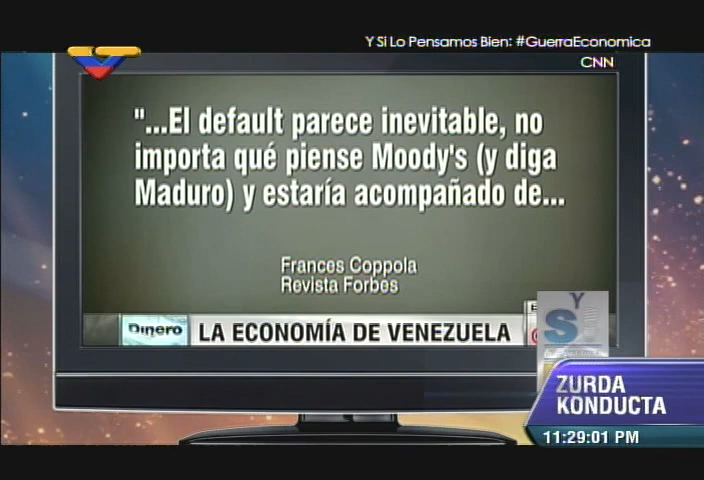 Y Si Lo Pensamos Bien: #GuerraEconomica
CNN
"...El default parece inevitable, no
importa qué piense Moody's (y diga
Maduro) y estaría acompañado de...
Frances Coppola
Revista Forbes
Dinero
LA ECONOMÍA DE VENEZUELA
Y
S
ZURDA
KONDUCTA
11:29:01 PM